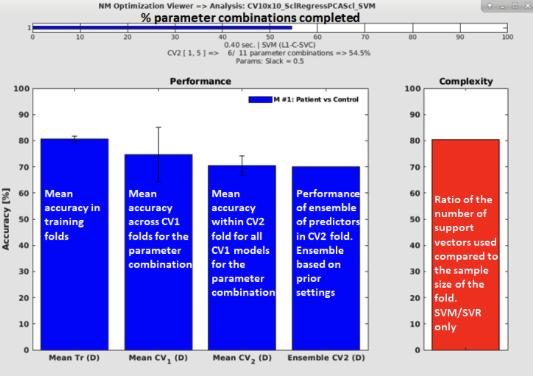 NM Optimization Viewer => Analysis: CV10x10_SclRegressPCAScl_SVM
% parameter combinations completed
1
0 10 20 30 40 50 60 70 80 90 100
0.40 sec. | SVM (L1-C-SVC)
CV2 [ 1, 5 ] => 6/ 11 parameter combinations => 54.5%
Params: Slack = 0.5
Performance
Accuracy [%]
100
90
80
70
60
50
40
30
20
10
0
M #1: Patient vs Control
Mean
accuracy in
training
folds
Mean
accuracy
across CV1
folds for the
parameter
combination
Mean
accuracy
within CV2
fold for all
CV1 models
for the
parameter
combination
Performance
of ensemble
of predictors
in CV2 fold.
Ensemble
based on
prior
settings
Mean Tr (D) Mean CV1 (D) Mean CV2 (D) Ensemble CV2 (D)
Complexity
100
90
80
70
60
50
40
30
20
10
0
Ratio of the
number of
support
vectors used
compared to
the sample
size of the
fold.
SVM/SVR
only